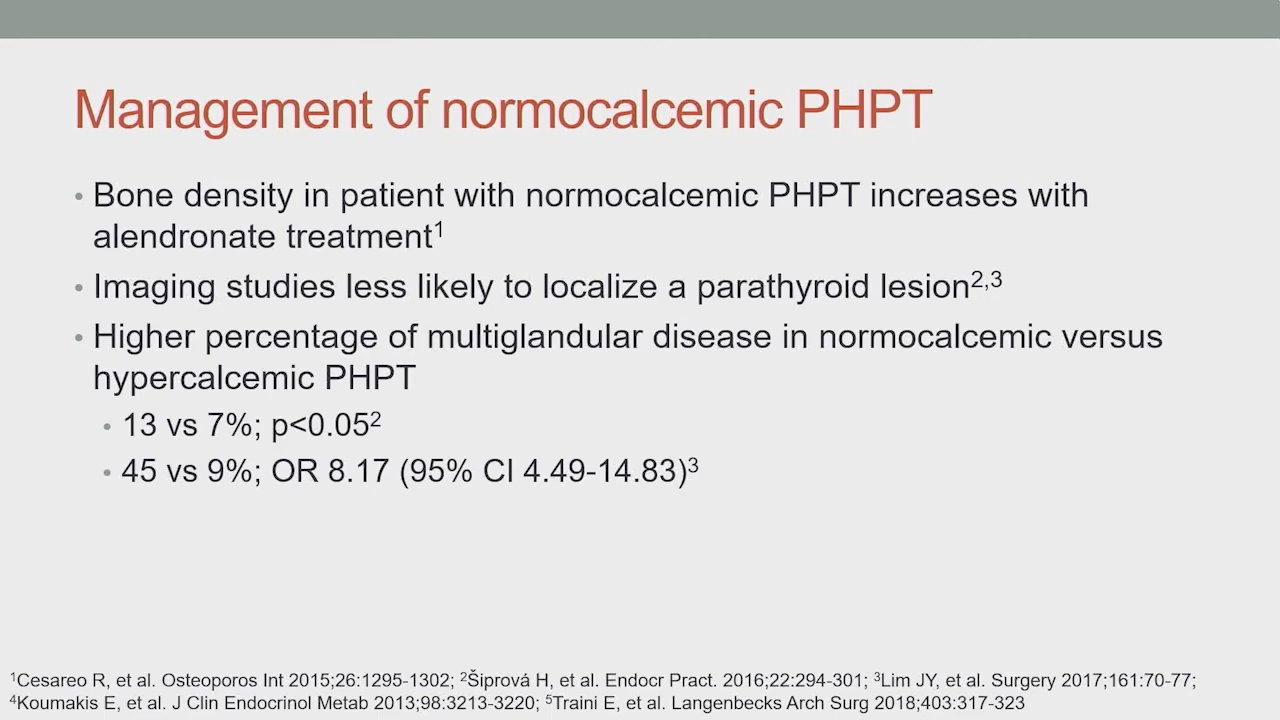 Management of normocalcemic PHPT
• Bone density in patient with normocalcemic PHPT increases with
alendronate treatment¹
• Imaging studies less likely to localize a parathyroid lesion²,³
• Higher percentage of multiglandular disease in normocalcemic versus
hypercalcemic PHPT
• 13 vs 7%; p<0.05²
• 45 vs 9%; OR 8.17 (95% CI 4.49-14.83)³
¹Cesareo R, et al. Osteoporos Int 2015;26:1295-1302; ²Šiprová H, et al. Endocr Pract. 2016;22:294-301; ³Lim JY, et al. Surgery 2017;161:70-77;
⁴Koumakis E, et al. J Clin Endocrinol Metab 2013;98:3213-3220; ⁵Traini E, et al. Langenbecks Arch Surg 2018;403:317-323